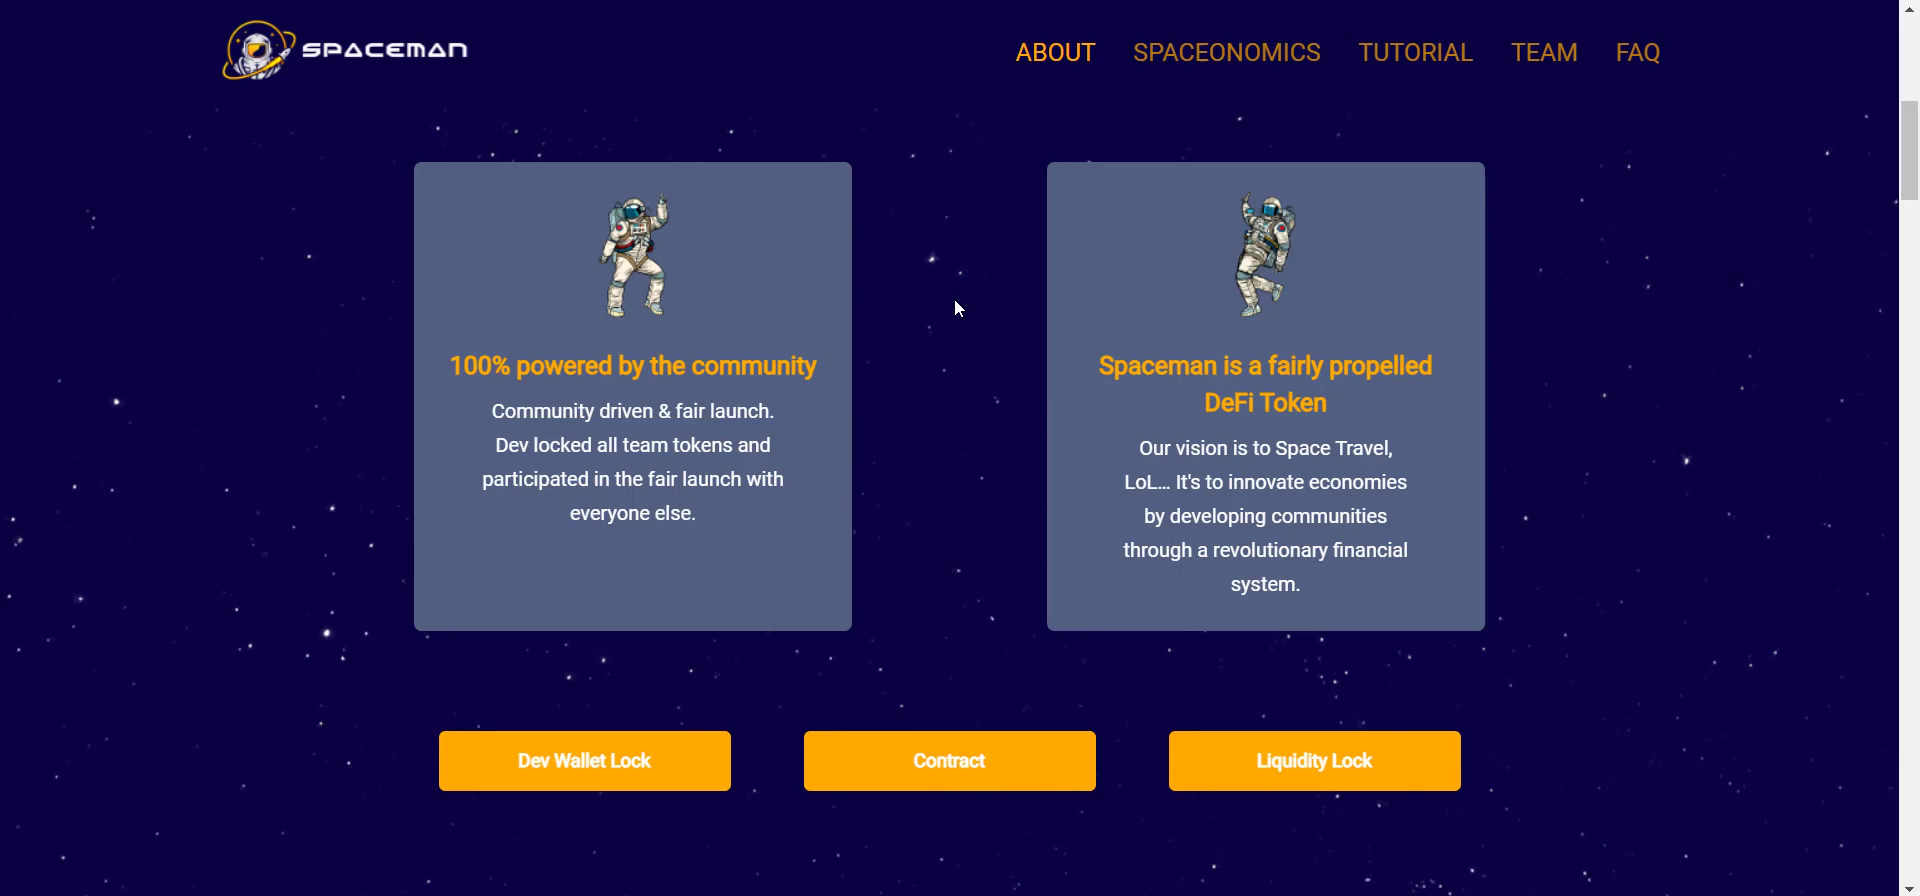 SPACEMAN
ABOUT SPACEONOMICS TUTORIAL TEAM FAQ
100% powered by the community
Community driven & fair launch.
Dev locked all team tokens and
participated in the fair launch with
everyone else.
Spaceman is a fairly propelled
DeFi Token
Our vision is to Space Travel,
LoL... It's to innovate economies
by developing communities
through a revolutionary financial
system.
Dev Wallet Lock
Contract
Liquidity Lock